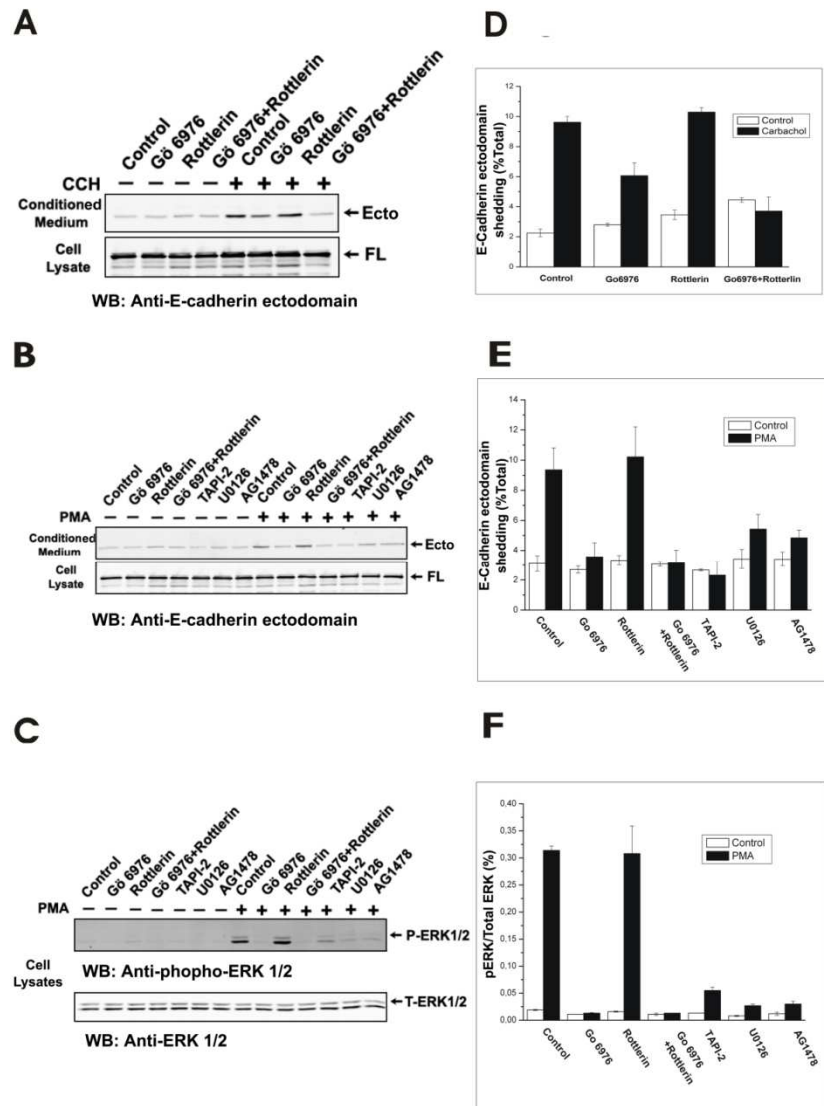 A
Control
Gö 6976
Rottlerin
Gö 6976+Rottlerin
Control
Gö 6976
Rottlerin
Gö 6976+Rottlerin
CCH − − − − + + + +
Conditioned
Medium
Ecto
Cell
Lysate
FL
WB: Anti-E-cadherin ectodomain
D
E-Cadherin ectodomain
shedding (%Total)
10
8
6
4
2
0
Control
Carbachol
Control
Go6976
Rottlerin
Go6976+Rotterlin
B
Control
Gö 6976
Rottlerin
Gö 6976+Rottlerin
TAPI-2
U0126
AG1478
Control
Gö 6976
Rottlerin
Gö 6976+Rottlerin
TAPI-2
U0126
AG1478
PMA − − − − − − − + + + + + + +
Conditioned
Medium
Ecto
Cell
Lysate
FL
WB: Anti-E-cadherin ectodomain
E
E-Cadherin ectodomain
shedding (%Total)
14
12
10
8
6
4
2
0
Control
PMA
Control
Go 6976
Rottlerin
Go 6976
+Rottlerin
TAPI-2
U0126
AG1478
C
Control
Gö 6976
Rottlerin
Gö 6976+Rottlerin
TAPI-2
U0126
AG1478
Control
Gö 6976
Rottlerin
Gö 6976+Rottlerin
TAPI-2
U0126
AG1478
PMA − − − − − − − + + + + + + +
P-ERK1/2
Cell
Lysates
WB: Anti-phopho-ERK 1/2
T-ERK1/2
WB: Anti-ERK 1/2
F
pERK/Total ERK (%)
0,40
0,35
0,30
0,25
0,20
0,15
0,10
0,05
0,00
Control
PMA
Control
Go 6976
Rottlerin
Go 6976
+Rottlerin
TAPI-2
U0126
AG1478